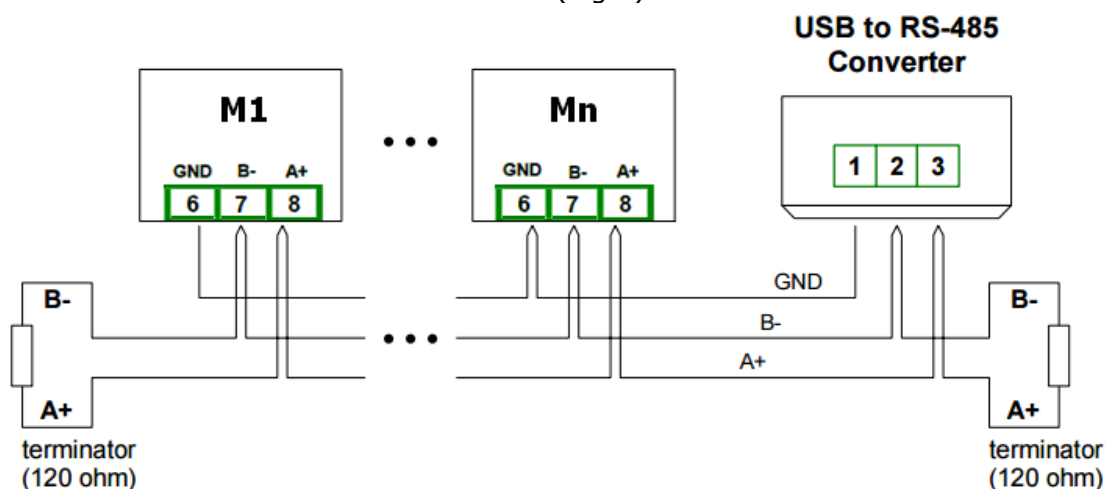 USB to RS-485
Converter
M1
Mn
GND B- A+
6 7 8
GND B- A+
6 7 8
1 2 3
GND
B-
A+
B-
A+
terminator
(120 ohm)
B-
A+
terminator
(120 ohm)